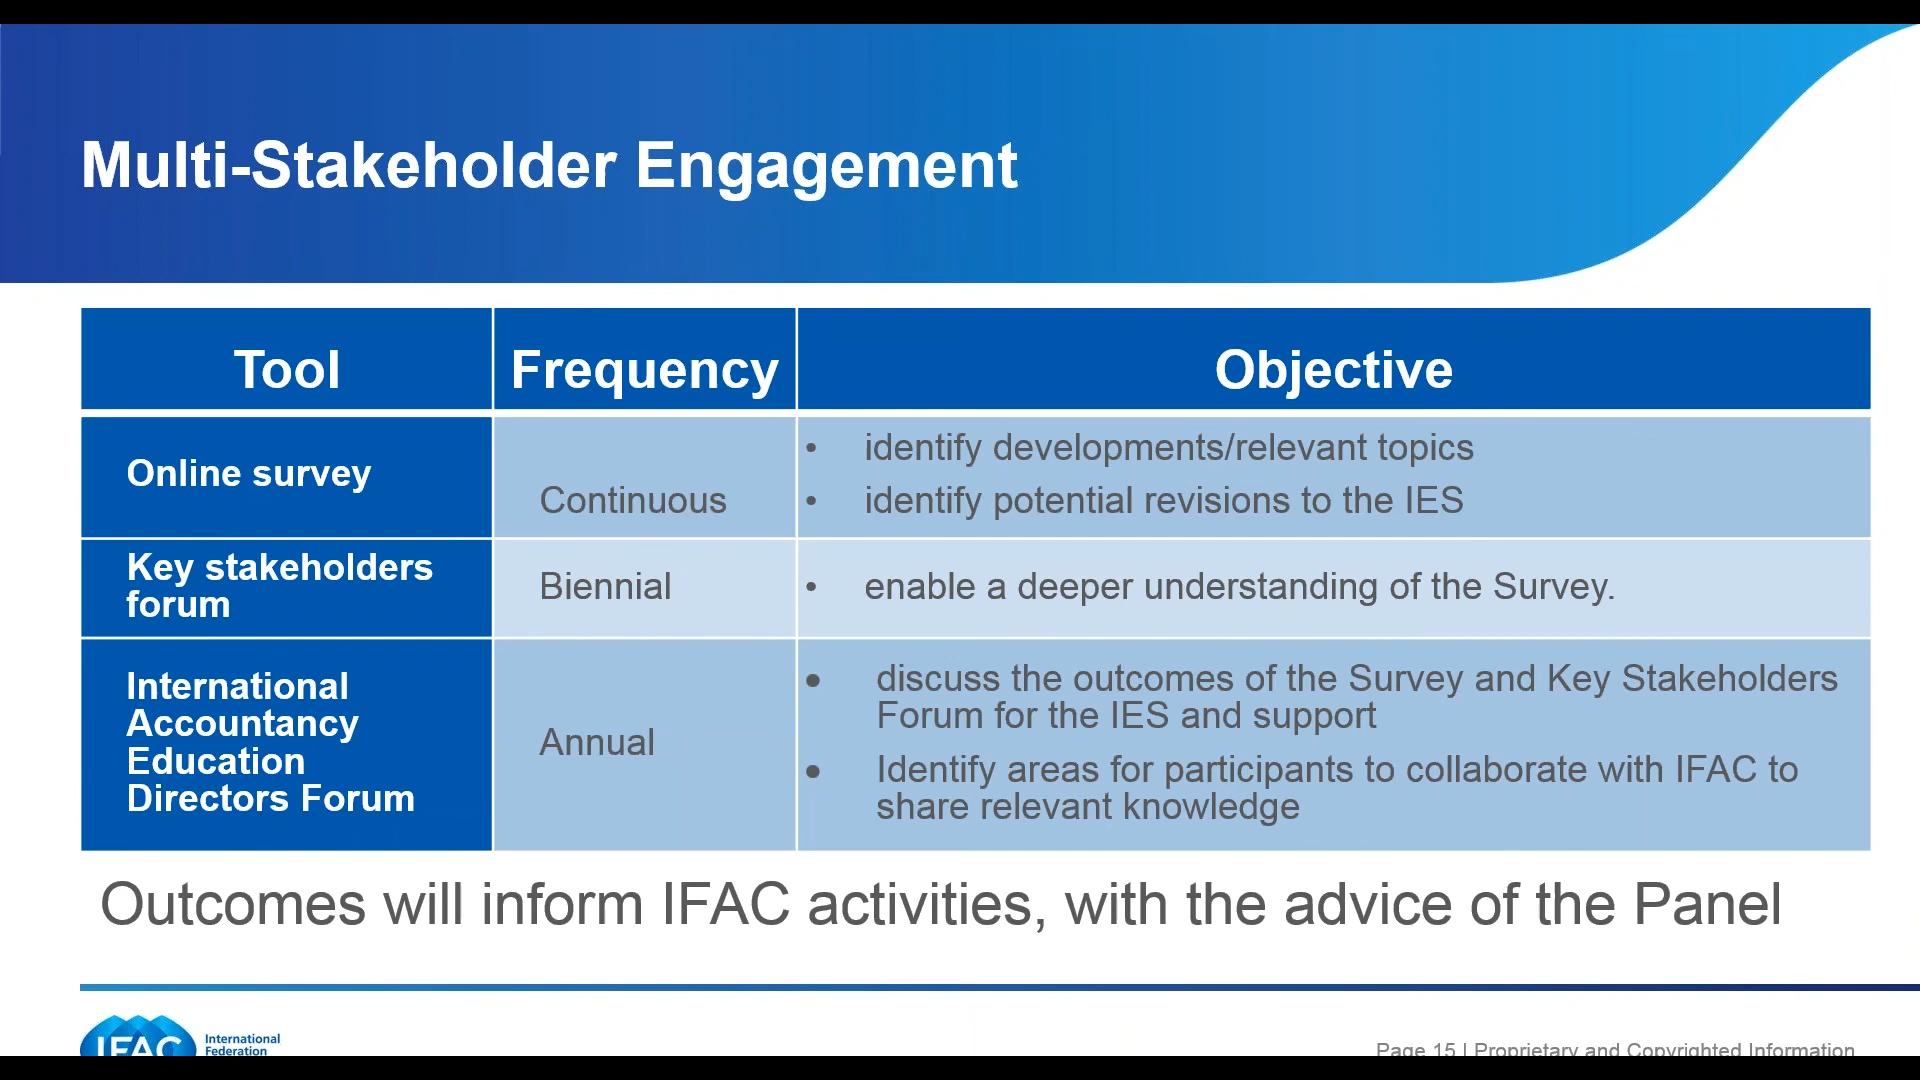 Multi-Stakeholder Engagement
Tool
Frequency
Objective
Online survey
Continuous
• identify developments/relevant topics
• identify potential revisions to the IES
Key stakeholders
forum
Biennial
• enable a deeper understanding of the Survey.
International
Accountancy
Education
Directors Forum
Annual
• discuss the outcomes of the Survey and Key Stakeholders
Forum for the IES and support
• Identify areas for participants to collaborate with IFAC to
share relevant knowledge
Outcomes will inform IFAC activities, with the advice of the Panel
IFAC
International
Federation
Page 15 | Proprietary and Copyrighted Information